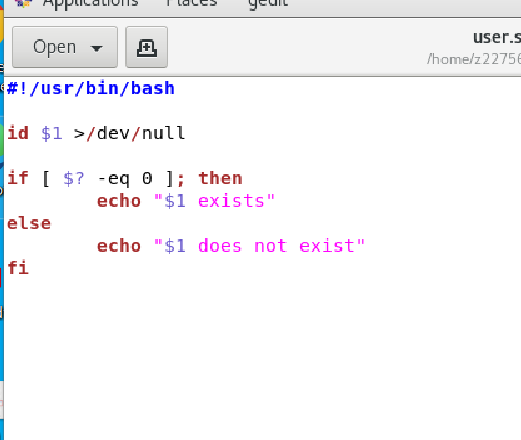 Applications Places gedit
Open
user.s
/home/z22756
#!/usr/bin/bash
id $1 >/dev/null
if [ $? -eq 0 ]; then
echo "$1 exists"
else
echo "$1 does not exist"
fi